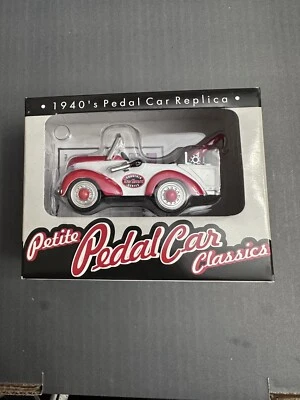 • 1940's Pedal Car Replica •
Petite Pedal Car Classics